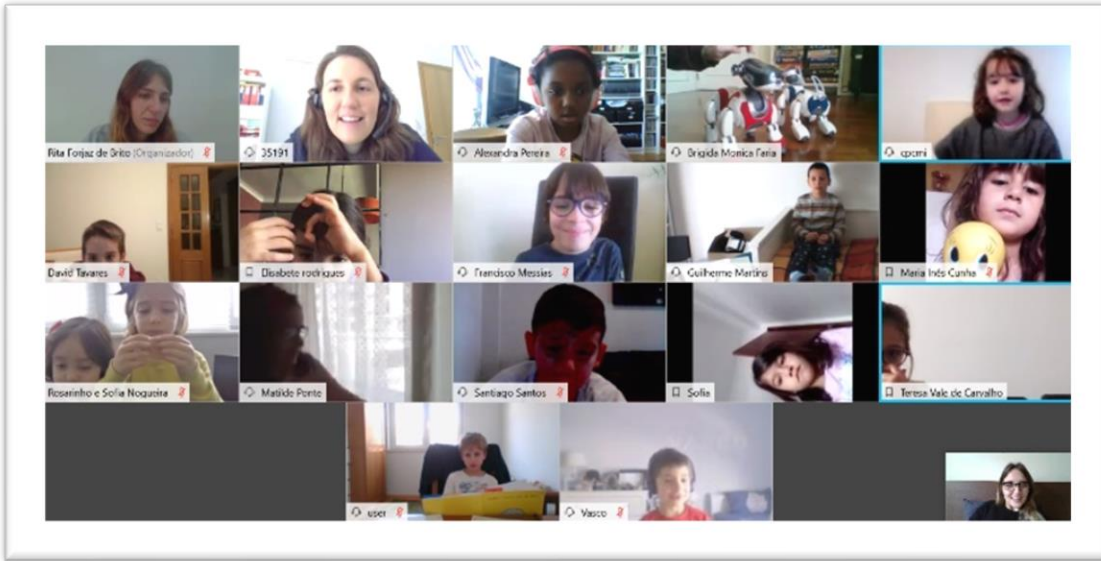 Rita Forjaz de Brito (Organizador)
35191
Alexandra Pereira
Brigida Monica Faria
cpcmi
David Tavares
Elisabete rodrigues
Francisco Messias
Guilherme Martins
Maria Inês Cunha
Rosarinho e Sofia Nogueira
Matilde Ponte
Santiago Santos
Sofia
Teresa Vale de Carvalho
user
Vasco